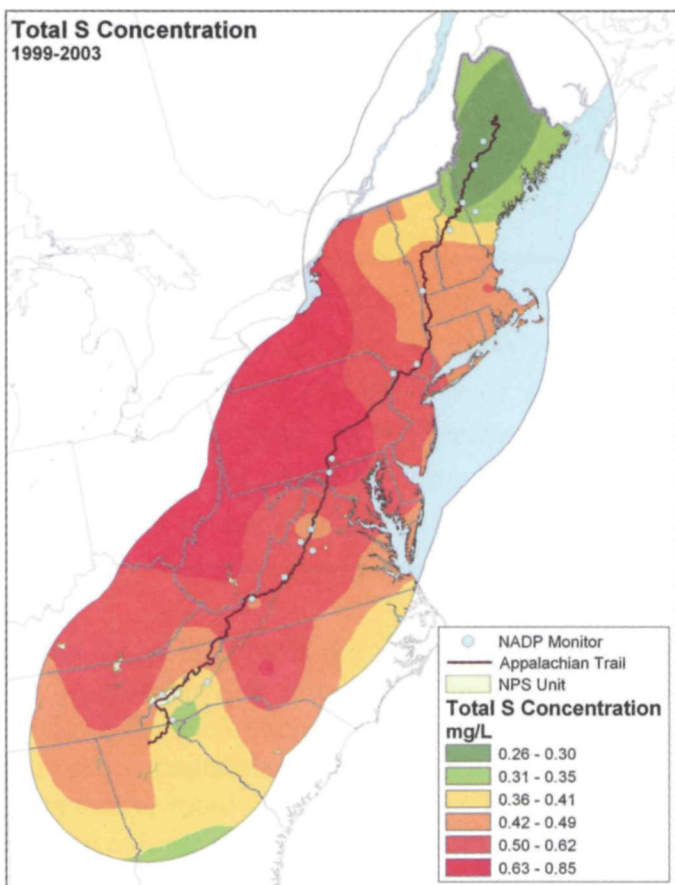 Total S Concentration
1999-2003
NADP Monitor
Appalachian Trail
NPS Unit
Total S Concentration
mg/L
0.26 - 0.30
0.31 - 0.35
0.36 - 0.41
0.42 - 0.49
0.50 - 0.62
0.63 - 0.85